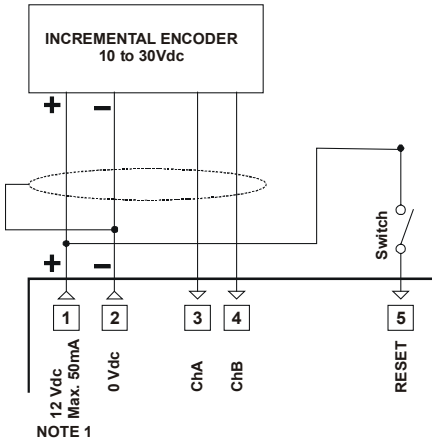 INCREMENTAL ENCODER
10 to 30Vdc
+
−
+
−
Switch
1
2
3
4
5
12 Vdc
Max. 50mA
0 Vdc
ChA
ChB
RESET
NOTE 1